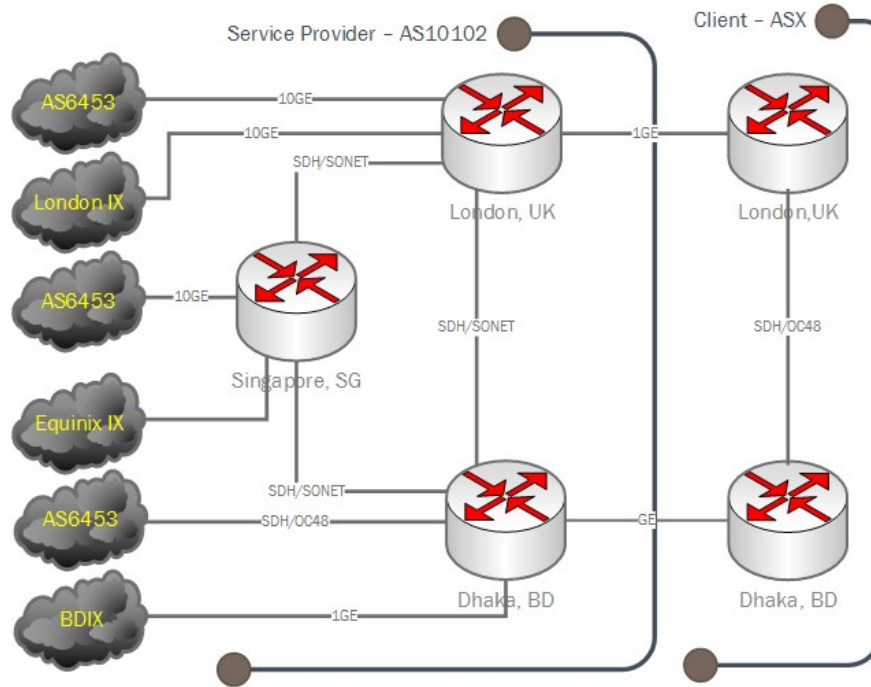 Service Provider – AS10102
Client – ASX
AS6453
10GE
10GE
1GE
London IX
SDH/SONET
London, UK
London,UK
AS6453
10GE
SDH/SONET
SDH/OC48
Singapore, SG
Equinix IX
SDH/SONET
AS6453
SDH/OC48
GE
Dhaka, BD
Dhaka, BD
BDIX
1GE